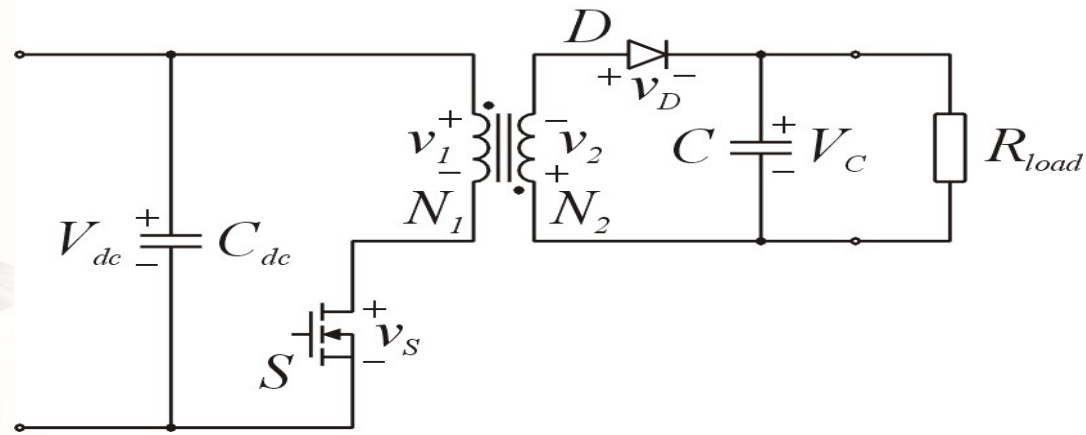 D
+ v_D −
+
v_1
−
N_1
−
v_2
+
N_2
C
+
V_C
−
R_load
V_dc
+
−
C_dc
S
+
v_S
−